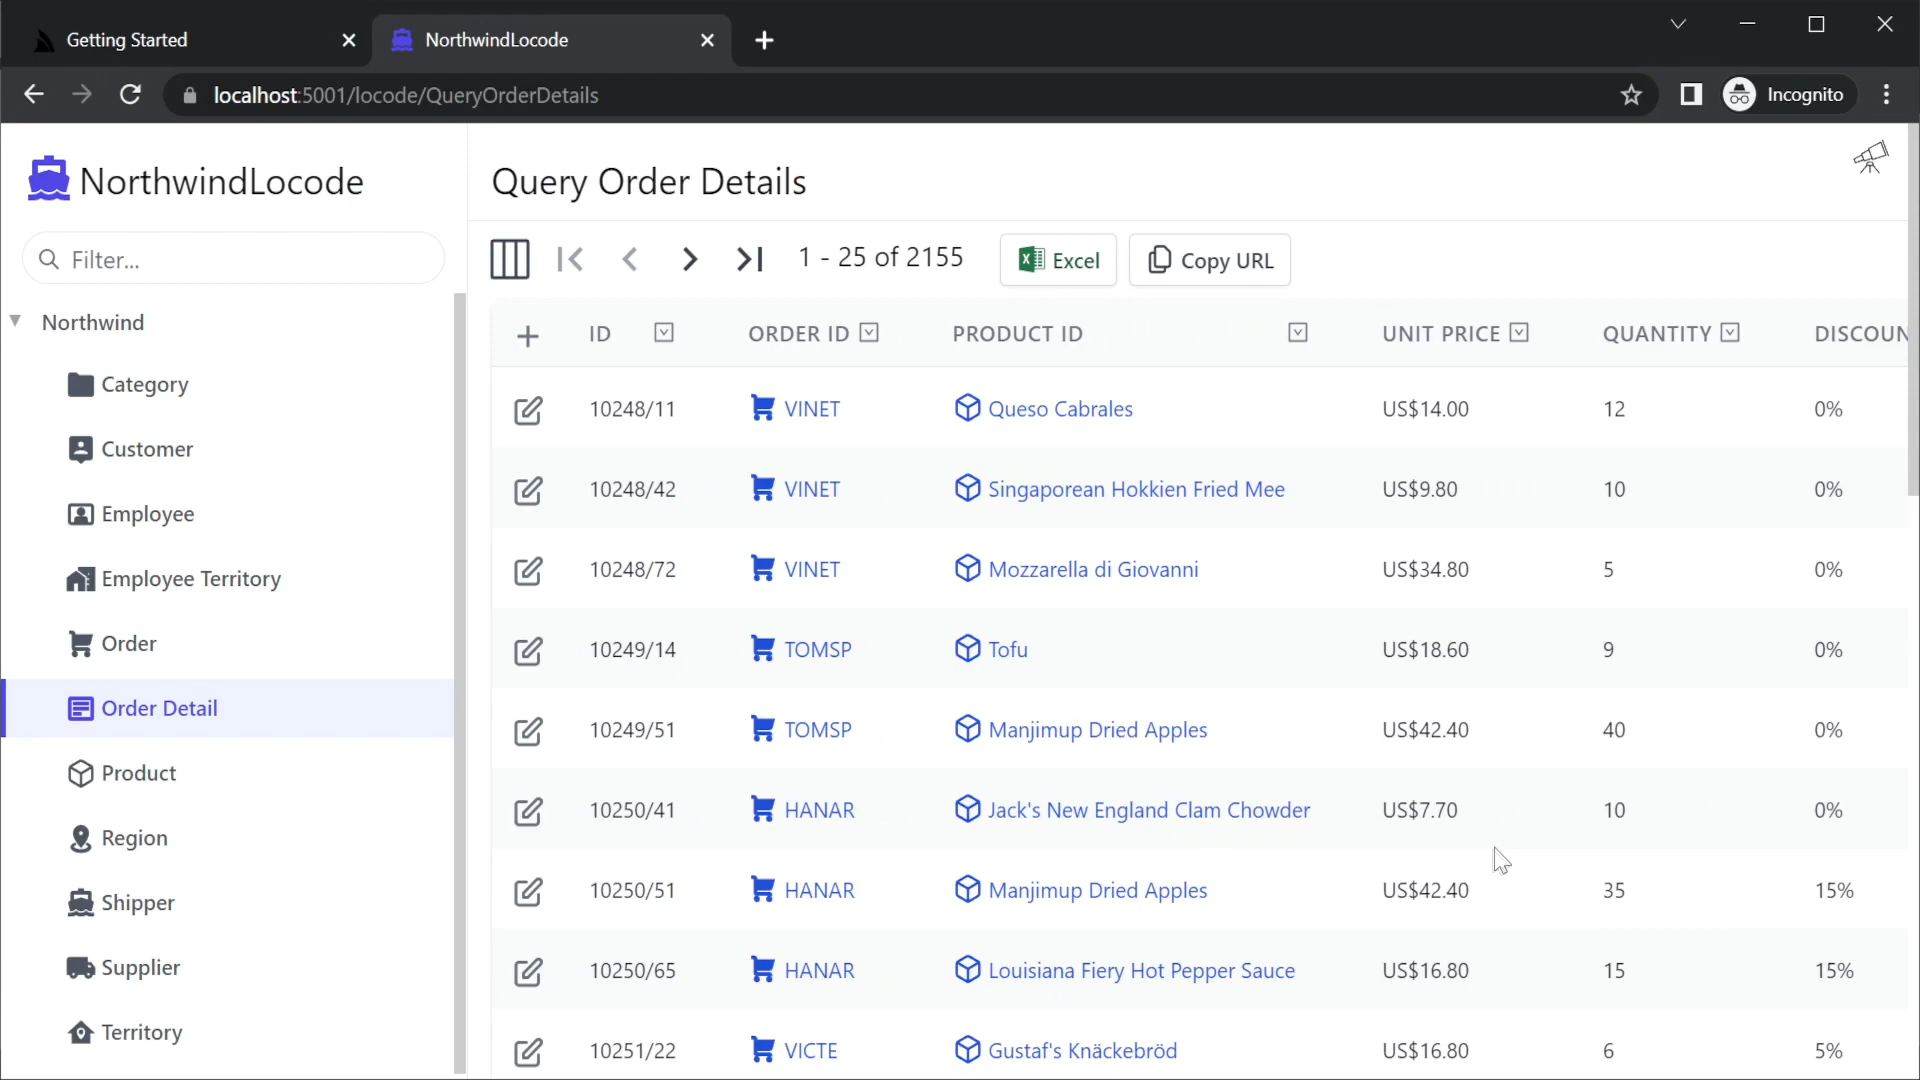 Getting Started
NorthwindLocode
localhost:5001/locode/QueryOrderDetails
Incognito
NorthwindLocode
Filter...
Northwind
Category
Customer
Employee
Employee Territory
Order
Order Detail
Product
Region
Shipper
Supplier
Territory
Query Order Details
1 - 25 of 2155
Excel
Copy URL
ID ORDER ID PRODUCT ID UNIT PRICE QUANTITY DISCOUN
10248/11 VINET Queso Cabrales US$14.00 12 0%
10248/42 VINET Singaporean Hokkien Fried Mee US$9.80 10 0%
10248/72 VINET Mozzarella di Giovanni US$34.80 5 0%
10249/14 TOMSP Tofu US$18.60 9 0%
10249/51 TOMSP Manjimup Dried Apples US$42.40 40 0%
10250/41 HANAR Jack's New England Clam Chowder US$7.70 10 0%
10250/51 HANAR Manjimup Dried Apples US$42.40 35 15%
10250/65 HANAR Louisiana Fiery Hot Pepper Sauce US$16.80 15 15%
10251/22 VICTE Gustaf's Knäckebröd US$16.80 6 5%